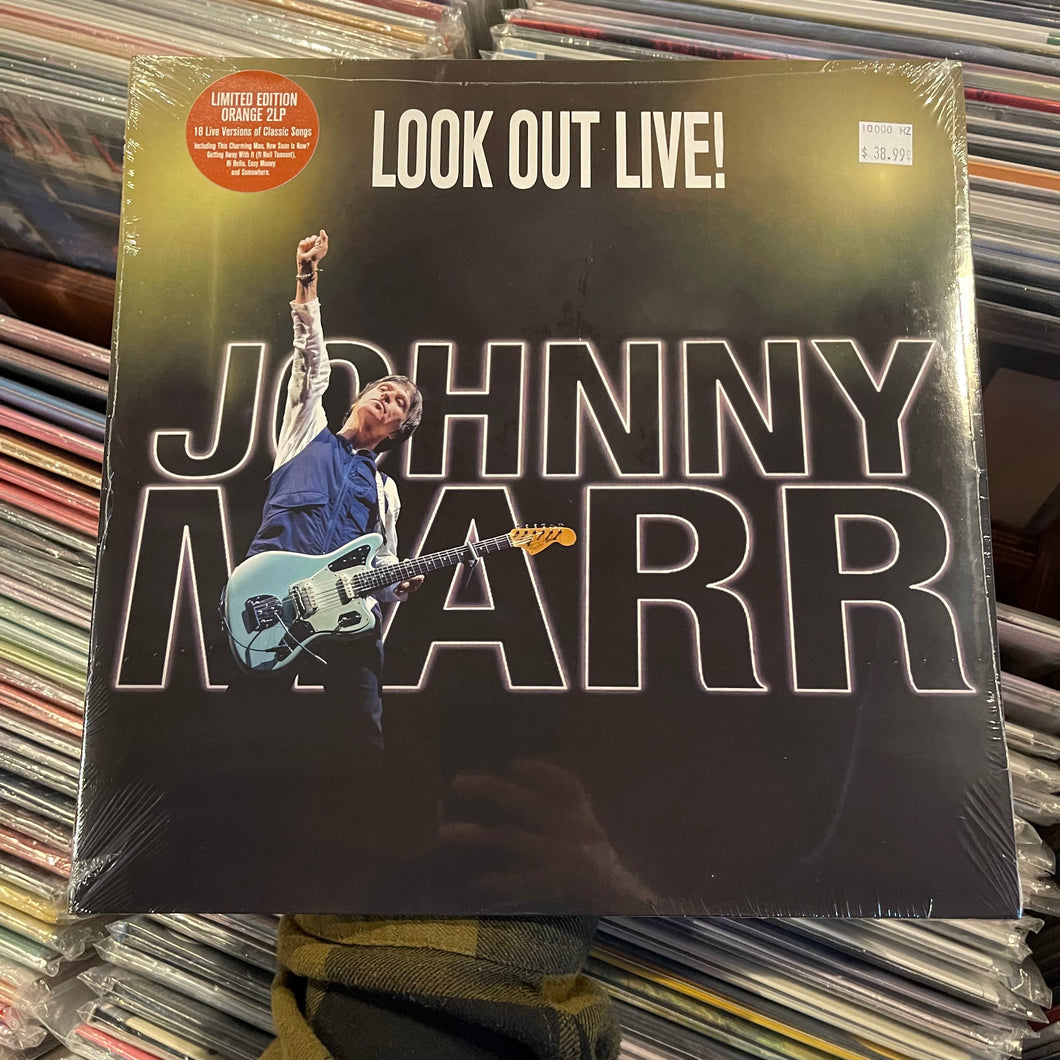 LIMITED EDITION
ORANGE 2LP
18 Live Versions of Classic Songs
Including This Charming Man, How Soon Is Now?
Getting Away With It (ft Neil Tennant),
Hi Hello, Easy Money
and Somewhere.
LOOK OUT LIVE!
10000 HZ
$ 38.99
JOHNNY
MARR